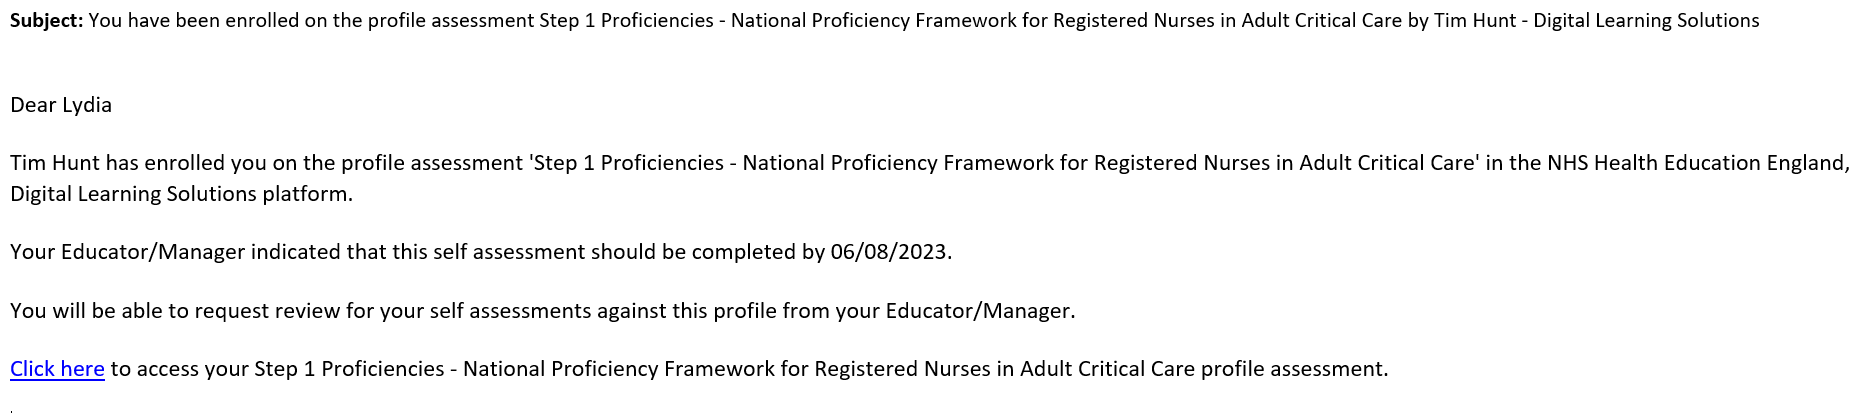 Subject: You have been enrolled on the profile assessment Step 1 Proficiencies - National Proficiency Framework for Registered Nurses in Adult Critical Care by Tim Hunt - Digital Learning Solutions
Dear Lydia
Tim Hunt has enrolled you on the profile assessment 'Step 1 Proficiencies - National Proficiency Framework for Registered Nurses in Adult Critical Care' in the NHS Health Education England,
Digital Learning Solutions platform.
Your Educator/Manager indicated that this self assessment should be completed by 06/08/2023.
You will be able to request review for your self assessments against this profile from your Educator/Manager.
Click here to access your Step 1 Proficiencies - National Proficiency Framework for Registered Nurses in Adult Critical Care profile assessment.